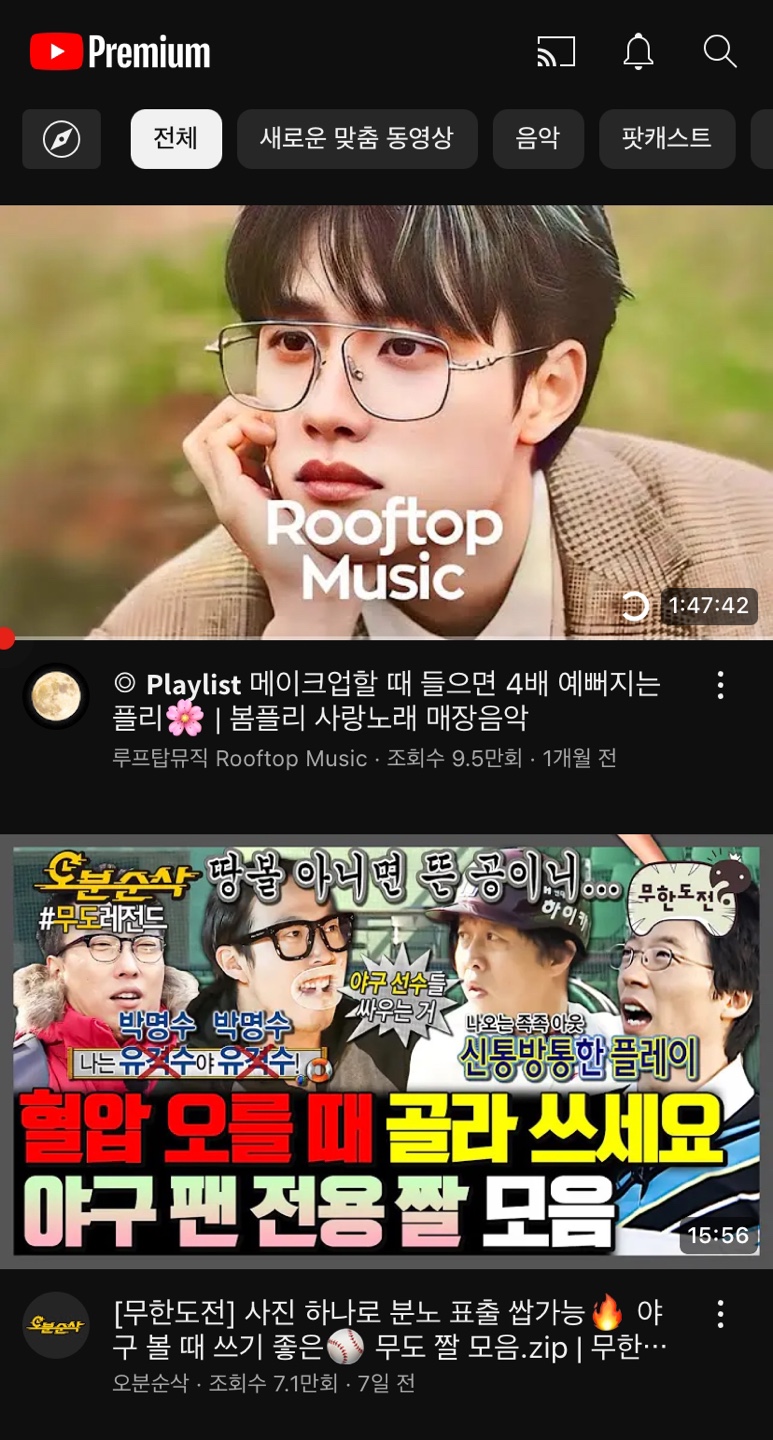 Premium
전체 새로운 맞춤 동영상 음악 팟캐스트
Rooftop
Music
1:47:42
◎ Playlist 메이크업할 때 들으면 4배 예뻐지는
플리🌸 | 봄플리 사랑노래 매장음악
루프탑뮤직 Rooftop Music · 조회수 9.5만회 · 1개월 전
오분순삭 땅볼 아니면 뜬 공이니...
무한도전
#무도레전드
야구 선수들
싸우는 거
박명수 박명수
나는 유격수야 유격수!
나오는 족족 아웃
신통방통한 플레이
혈압 오를 때 골라 쓰세요
야구 팬 전용 짤 모음
15:56
오분순삭
[무한도전] 사진 하나로 분노 표출 쌉가능🔥 야
구 볼 때 쓰기 좋은⚾ 무도 짤 모음.zip | 무한…
오분순삭 · 조회수 7.1만회 · 7일 전